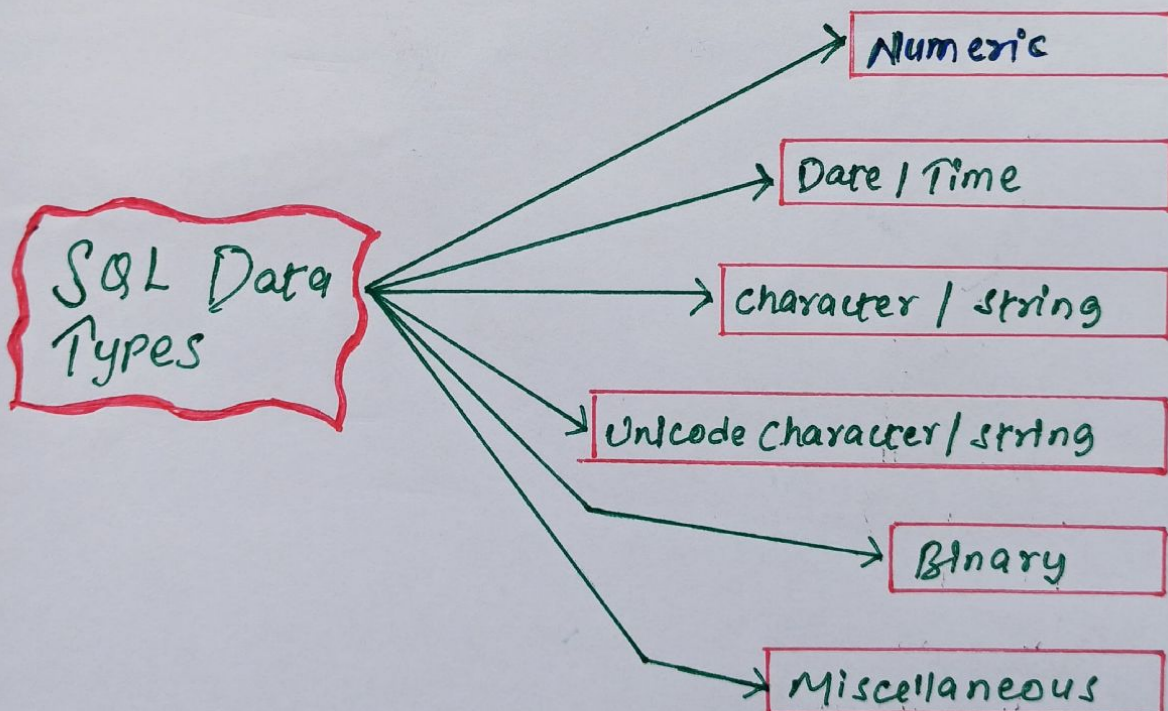 SQL Data
Types
Numeric
Date / Time
Character / String
Unicode Character / String
Binary
Miscellaneous